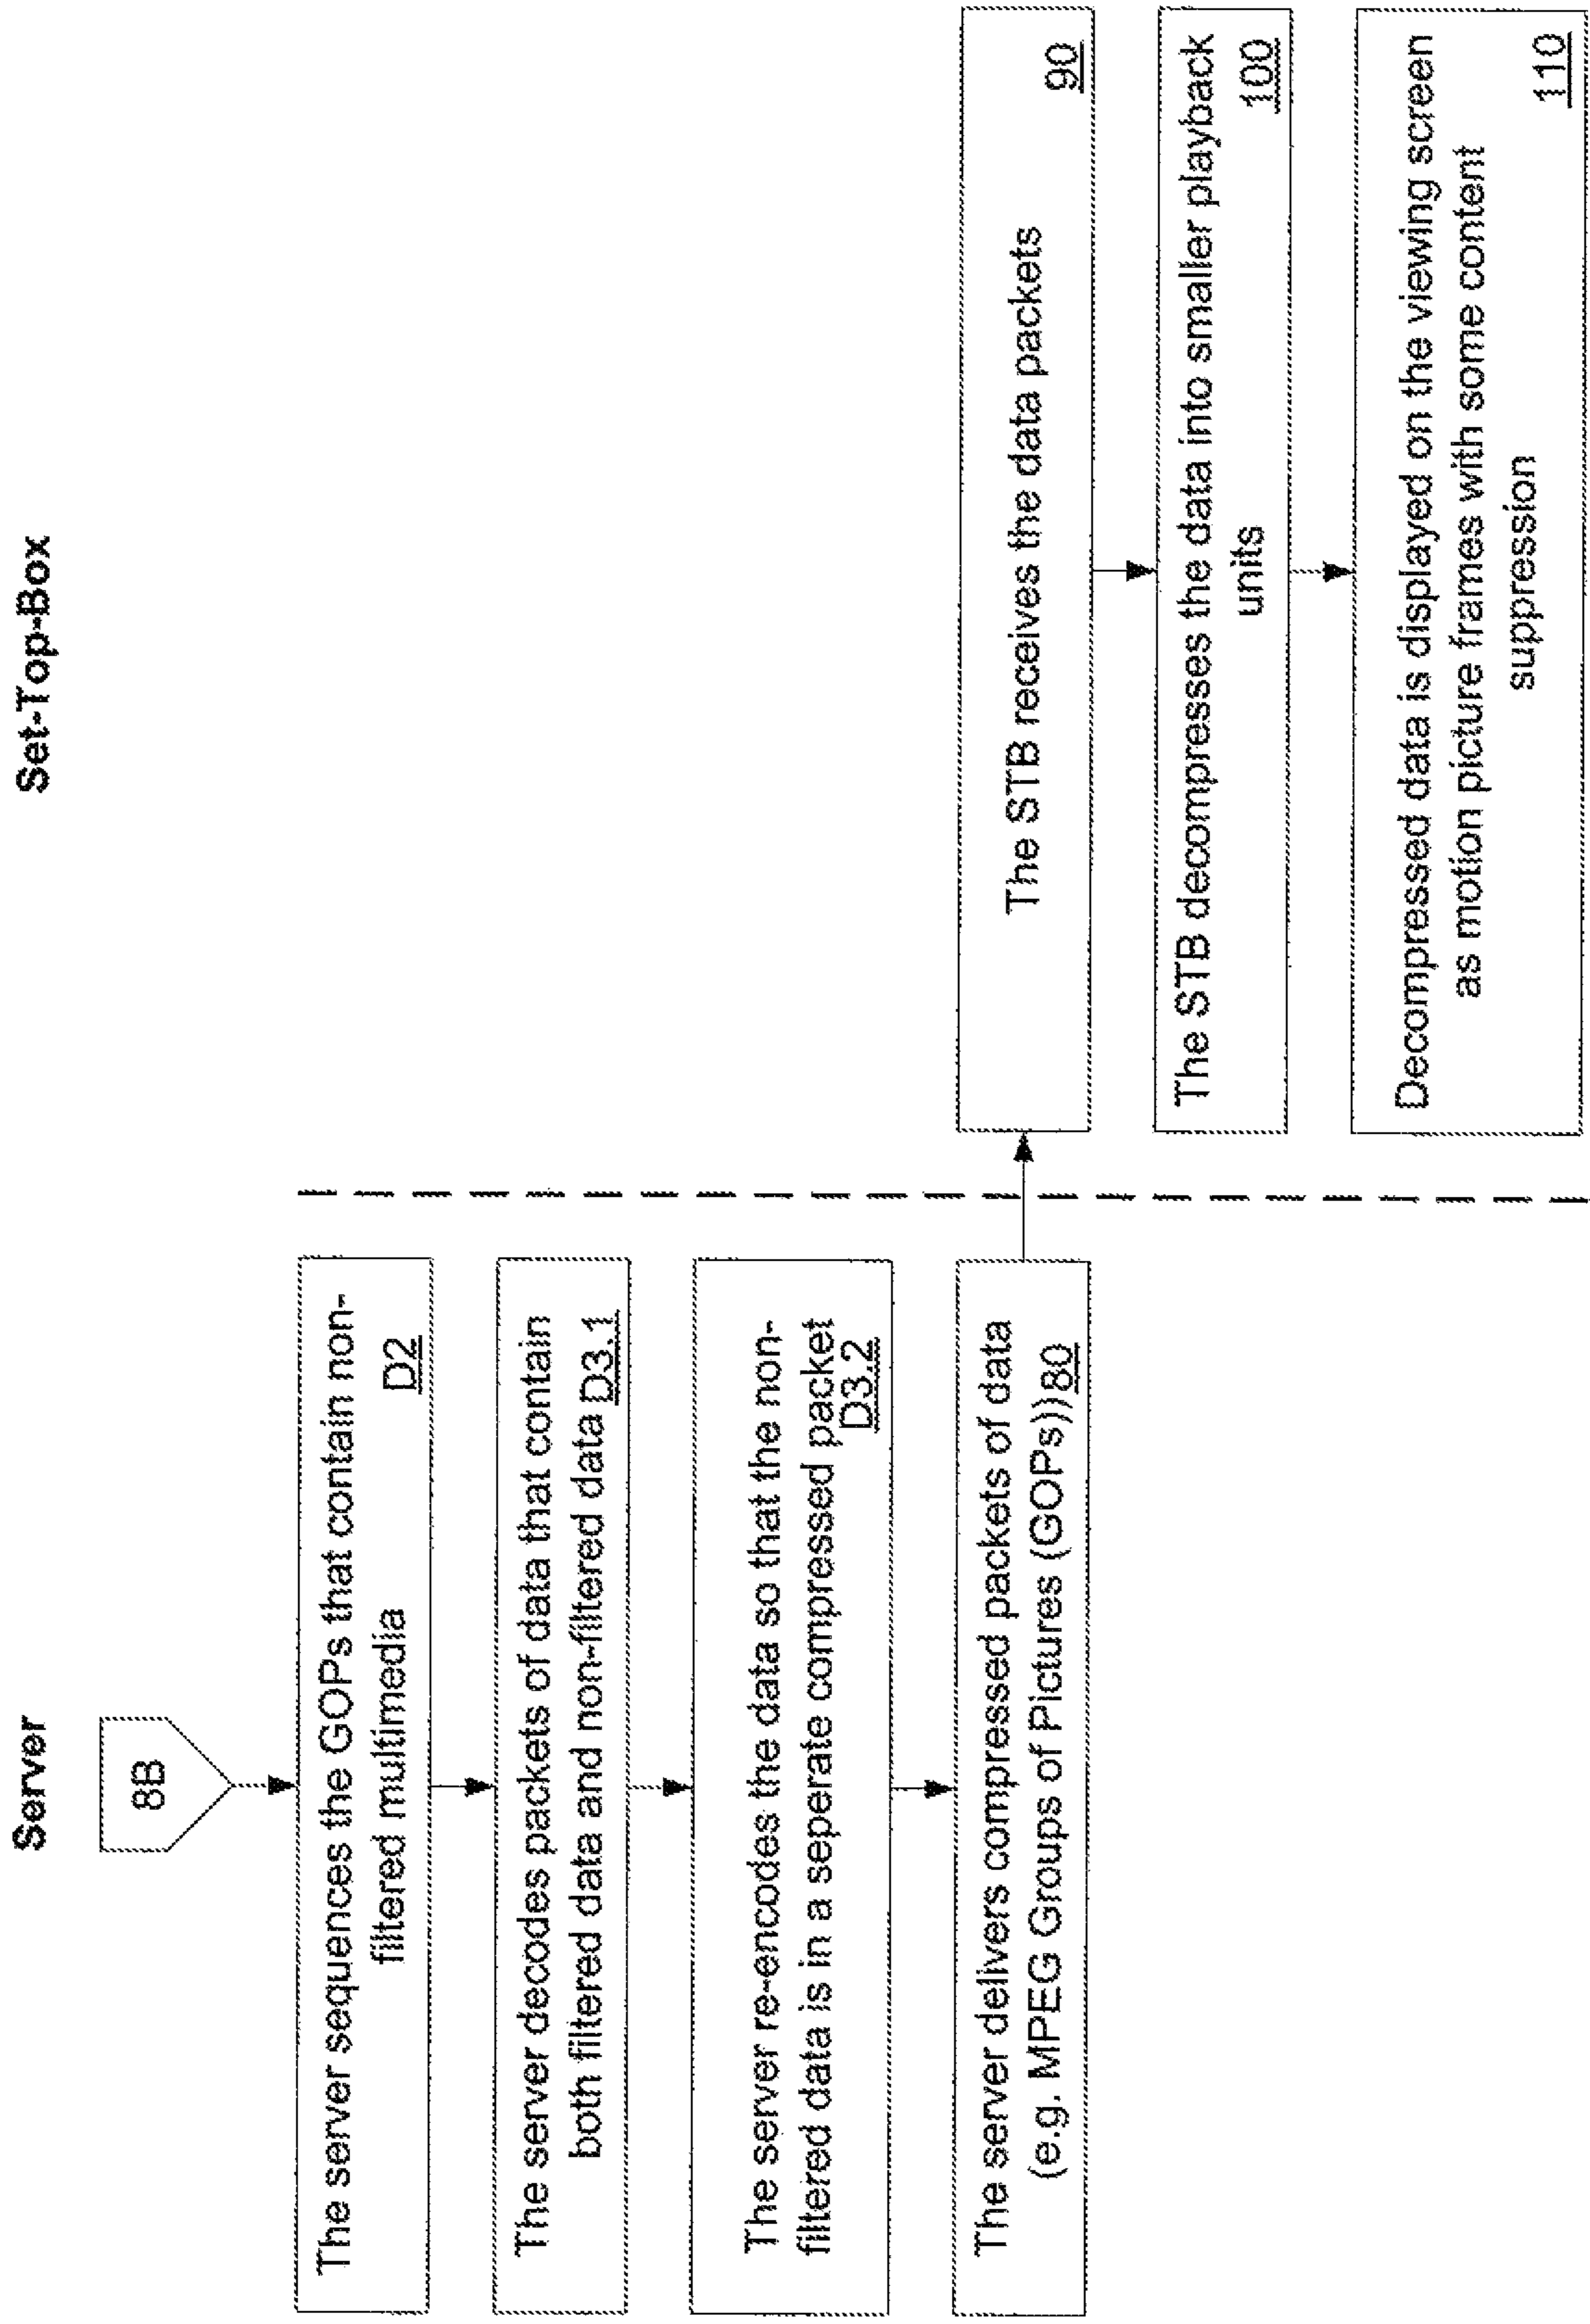 Server
8B
The server sequences the GOPs that contain non-
filtered multimedia
D2
The server decodes packets of data that contain
both filtered data and non-filtered data D3.1
The server re-encodes the data so that the non-
filtered data is in a seperate compressed packet
D3.2
The server delivers compressed packets of data
(e.g. MPEG Groups of Pictures (GOPs)) 80
Set-Top-Box
The STB receives the data packets
90
The STB decompresses the data into smaller playback
units
100
Decompressed data is displayed on the viewing screen
as motion picture frames with some content
suppression
110